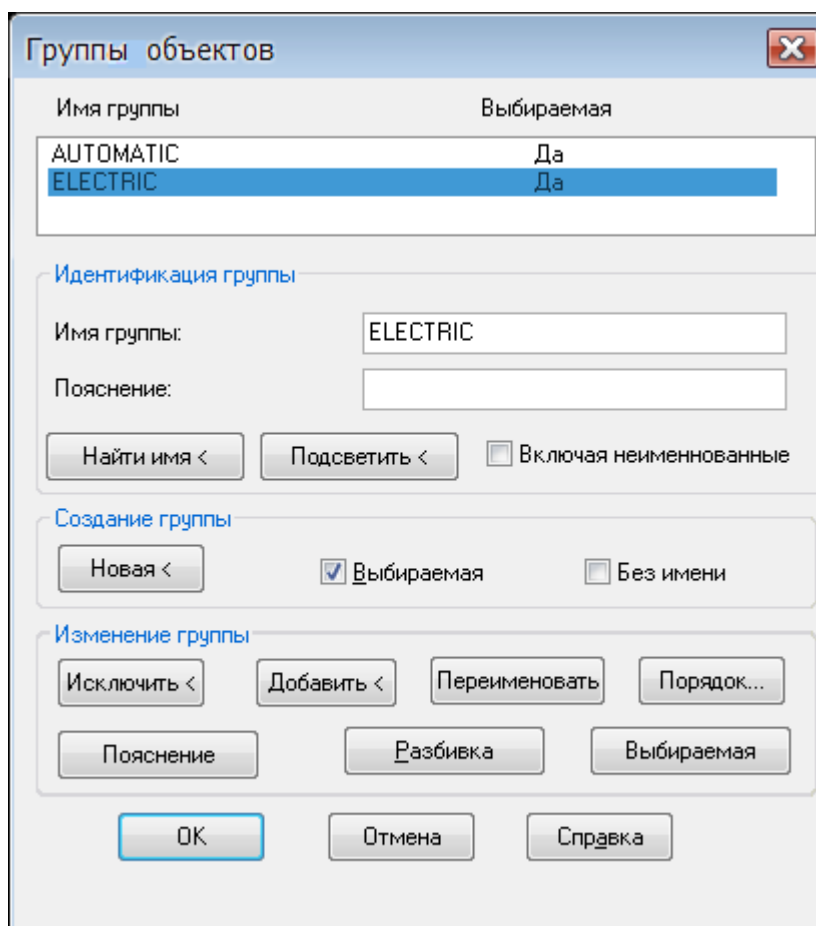 Группы объектов
Имя группы Выбираемая
AUTOMATIC Да
ELECTRIC Да
Идентификация группы
Имя группы: ELECTRIC
Пояснение:
Найти имя < Подсветить < Включая неименнованные
Создание группы
Новая < Выбираемая Без имени
Изменение группы
Исключить < Добавить < Переименовать Порядок...
Пояснение Разбивка Выбираемая
OK Отмена Справка